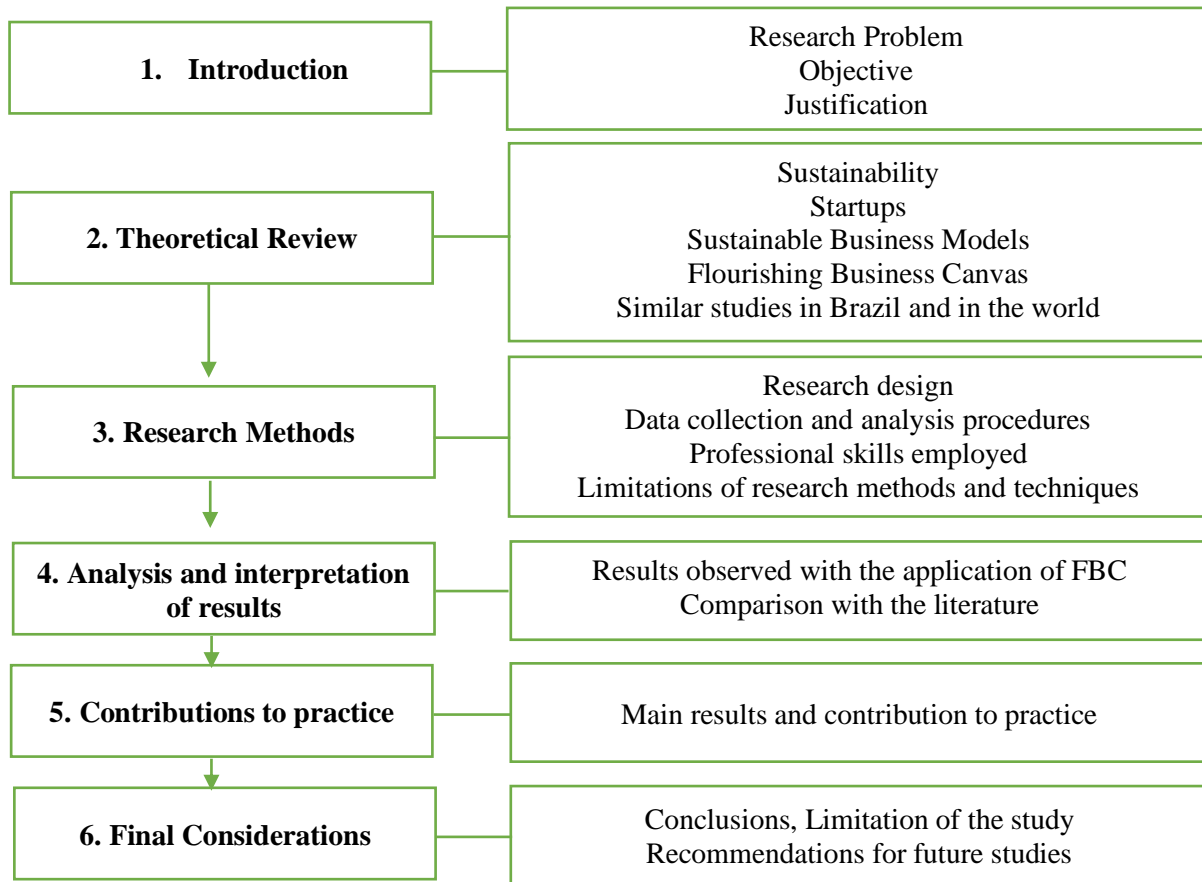 1. Introduction
Research Problem
Objective
Justification
2. Theoretical Review
Sustainability
Startups
Sustainable Business Models
Flourishing Business Canvas
Similar studies in Brazil and in the world
3. Research Methods
Research design
Data collection and analysis procedures
Professional skills employed
Limitations of research methods and techniques
4. Analysis and interpretation
of results
Results observed with the application of FBC
Comparison with the literature
5. Contributions to practice
Main results and contribution to practice
6. Final Considerations
Conclusions, Limitation of the study
Recommendations for future studies